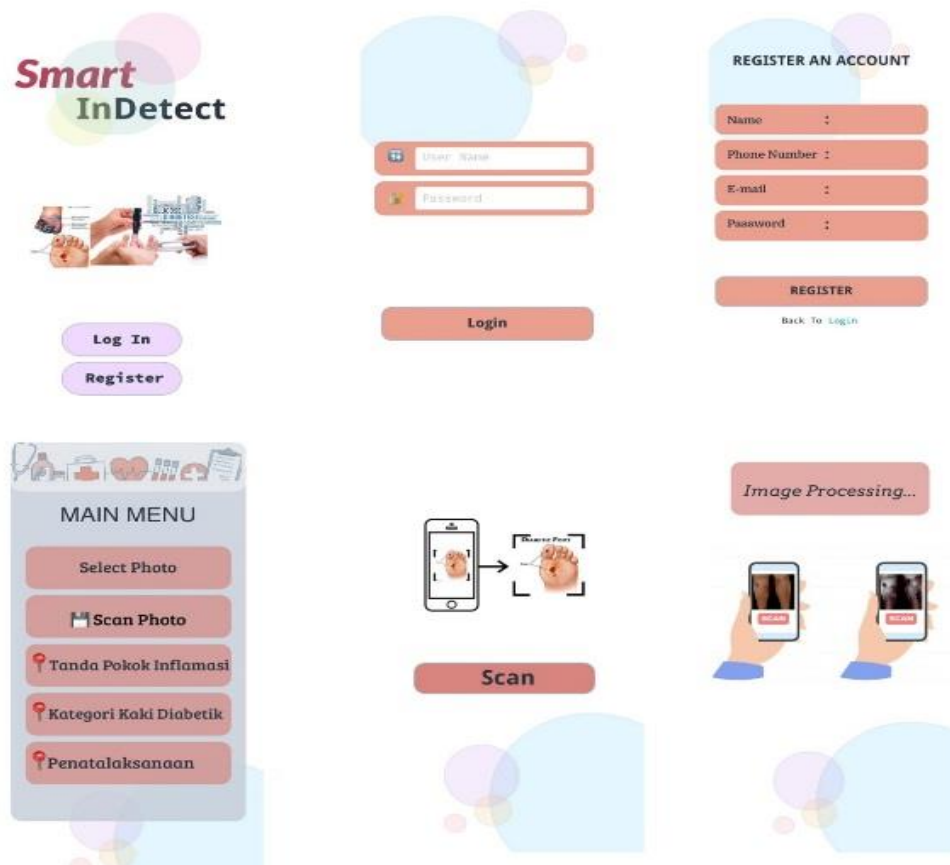 Smart
InDetect
Log In
Register
User Name
Password
Login
REGISTER AN ACCOUNT
Name :
Phone Number :
E-mail :
Password :
REGISTER
Back To Login
MAIN MENU
Select Photo
Scan Photo
Tanda Pokok Inflamasi
Kategori Kaki Diabetik
Penatalaksanaan
Scan
Image Processing...
SCAN
SCAN